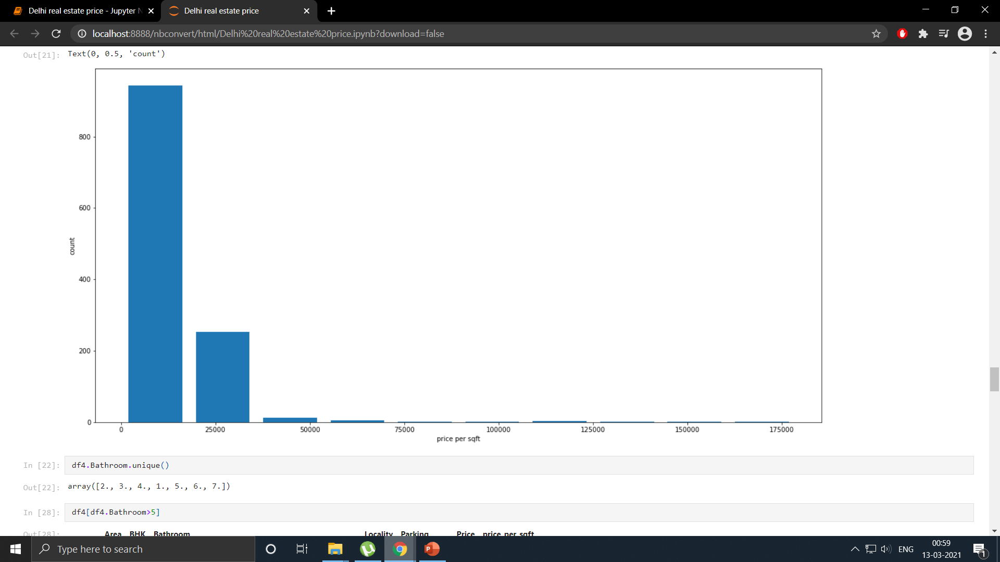 Delhi real estate price - Jupyter N
Delhi real estate price
localhost:8888/nbconvert/html/Delhi%20real%20estate%20price.ipynb?download=false
Out[21]: Text(0, 0.5, 'count')
800
600
400
200
0
count
0 25000 50000 75000 100000 125000 150000 175000
price per sqft
In [22]: df4.Bathroom.unique()
Out[22]: array([2., 3., 4., 1., 5., 6., 7.])
In [28]: df4[df4.Bathroom>5]
Out[28]: Area BHK Bathroom Locality Parking Price price_per_sqft
Type here to search
P
ENG
00:59
13-03-2021
1